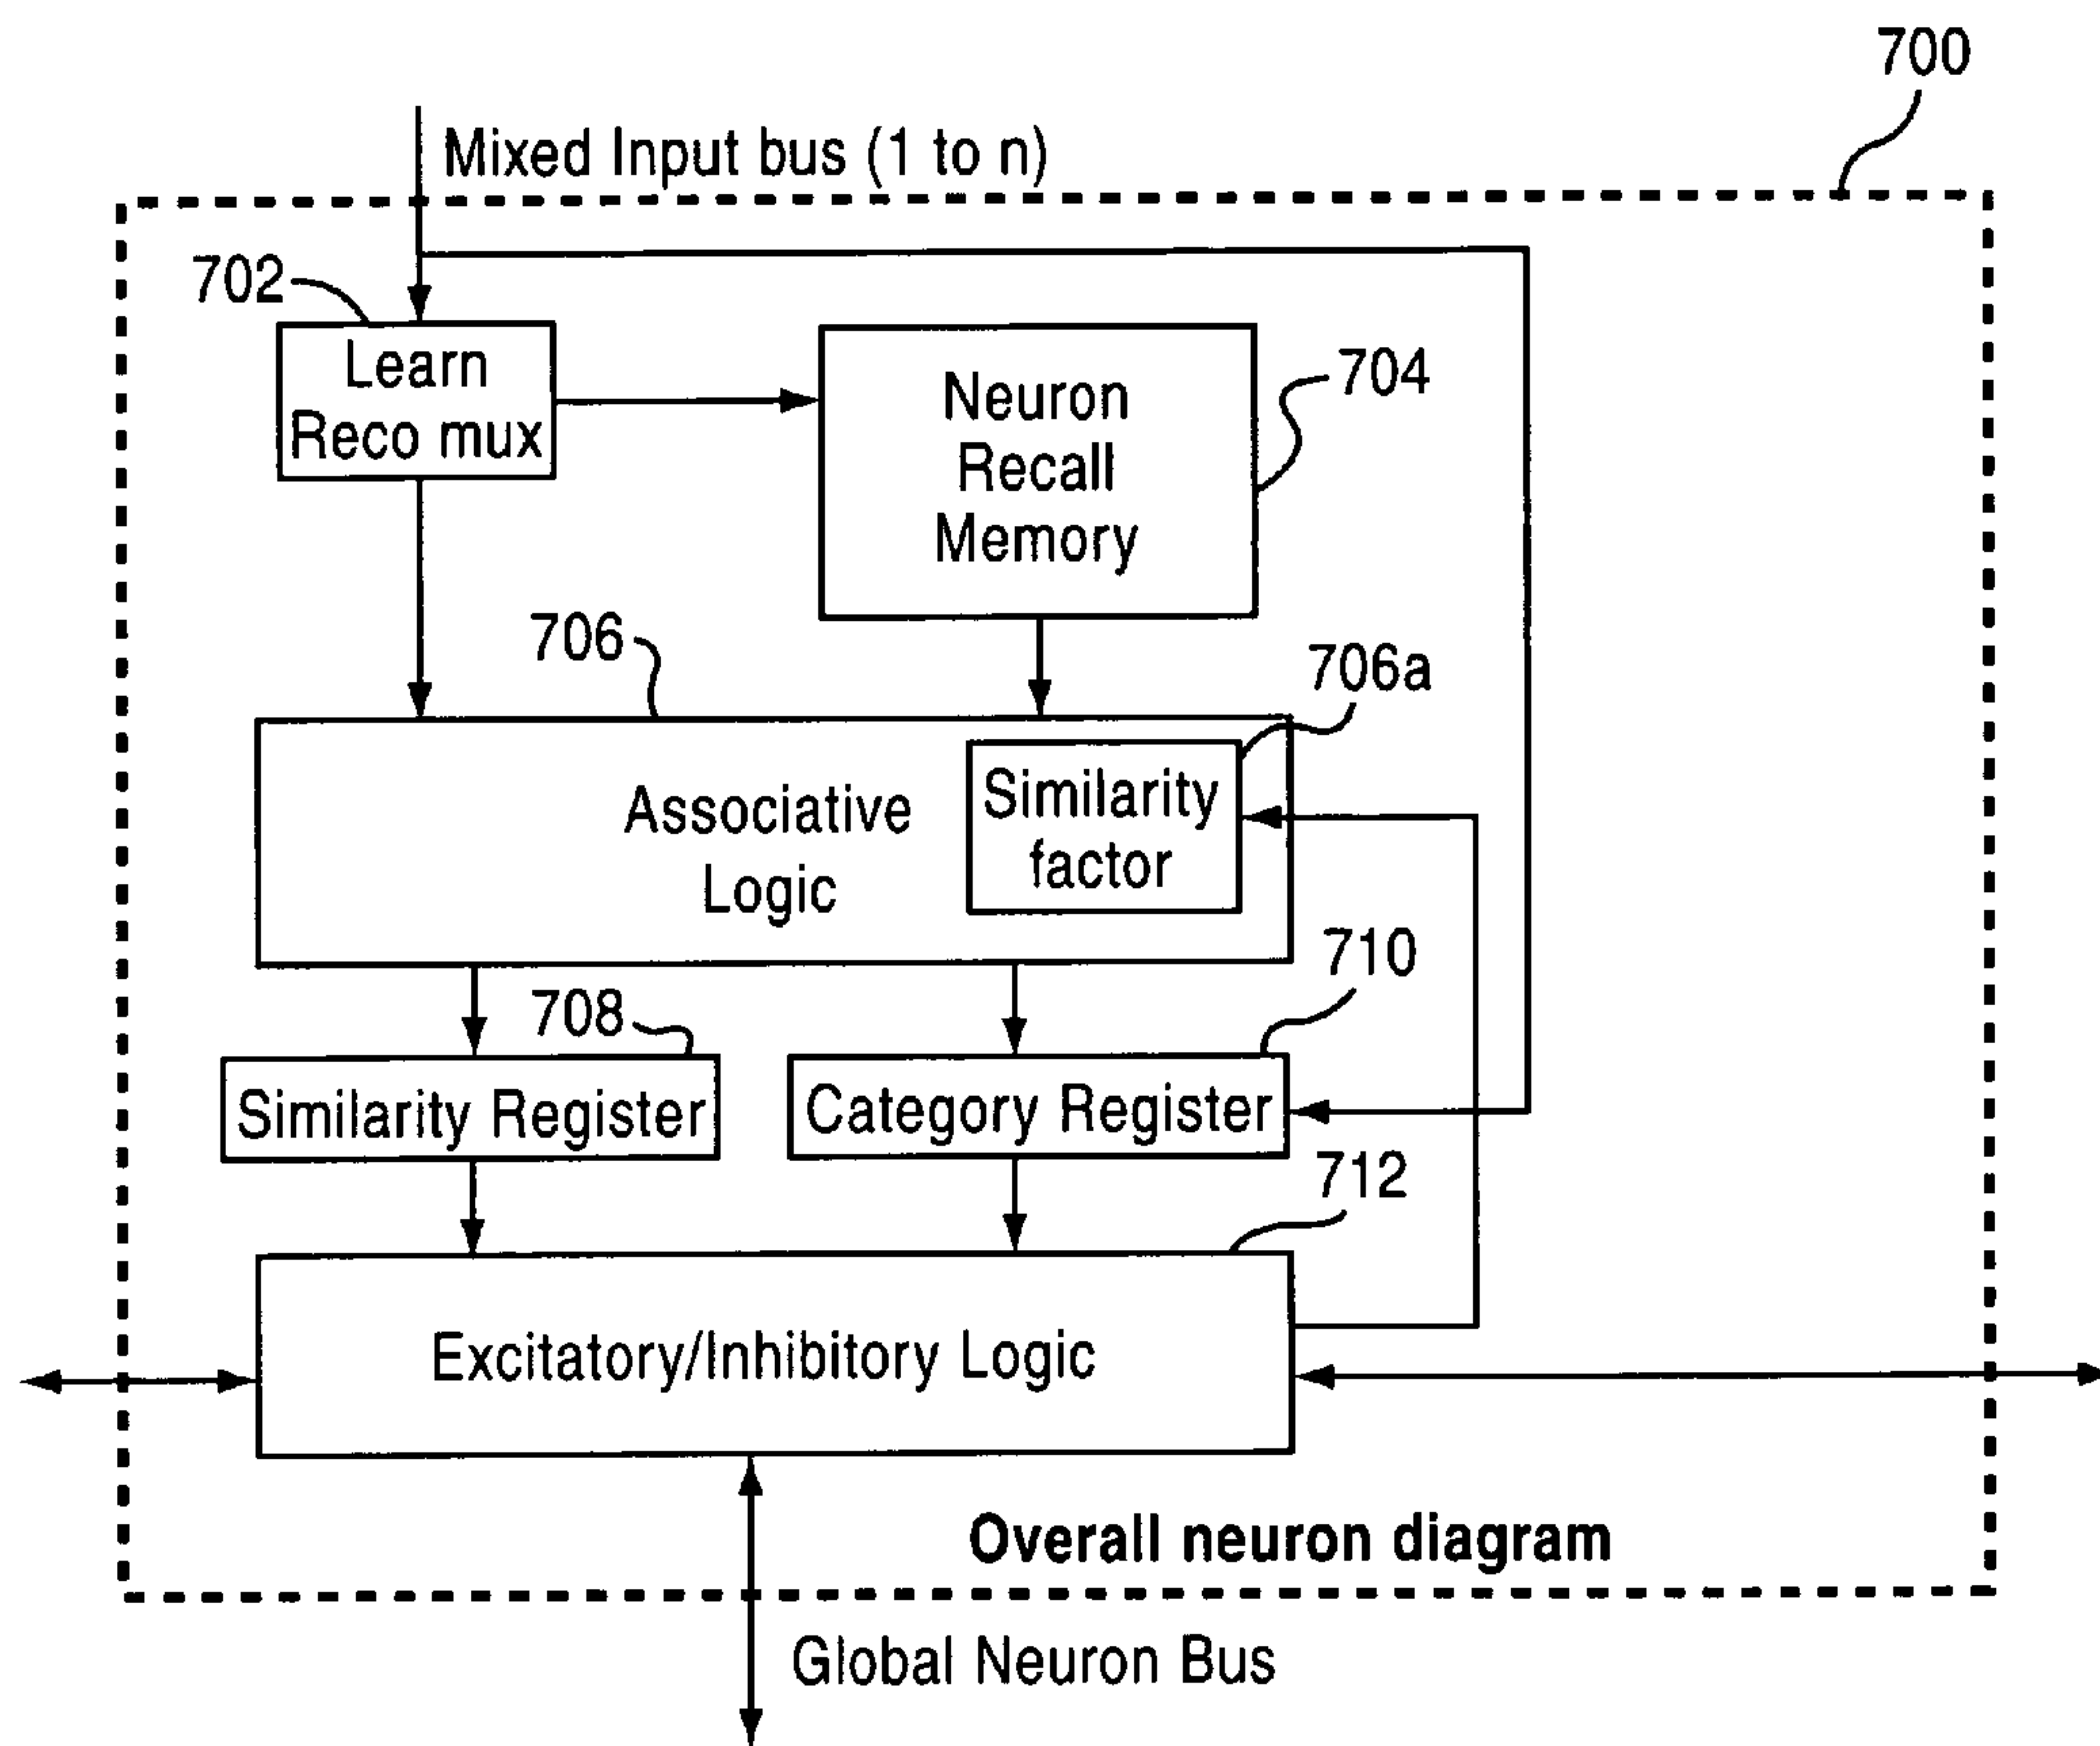 700
Mixed Input bus (1 to n)
702
Learn
Reco mux
Neuron
Recall
Memory
704
706
706a
Associative
Logic
Similarity
factor
710
708
Similarity Register
Category Register
712
Excitatory/Inhibitory Logic
Overall neuron diagram
Global Neuron Bus